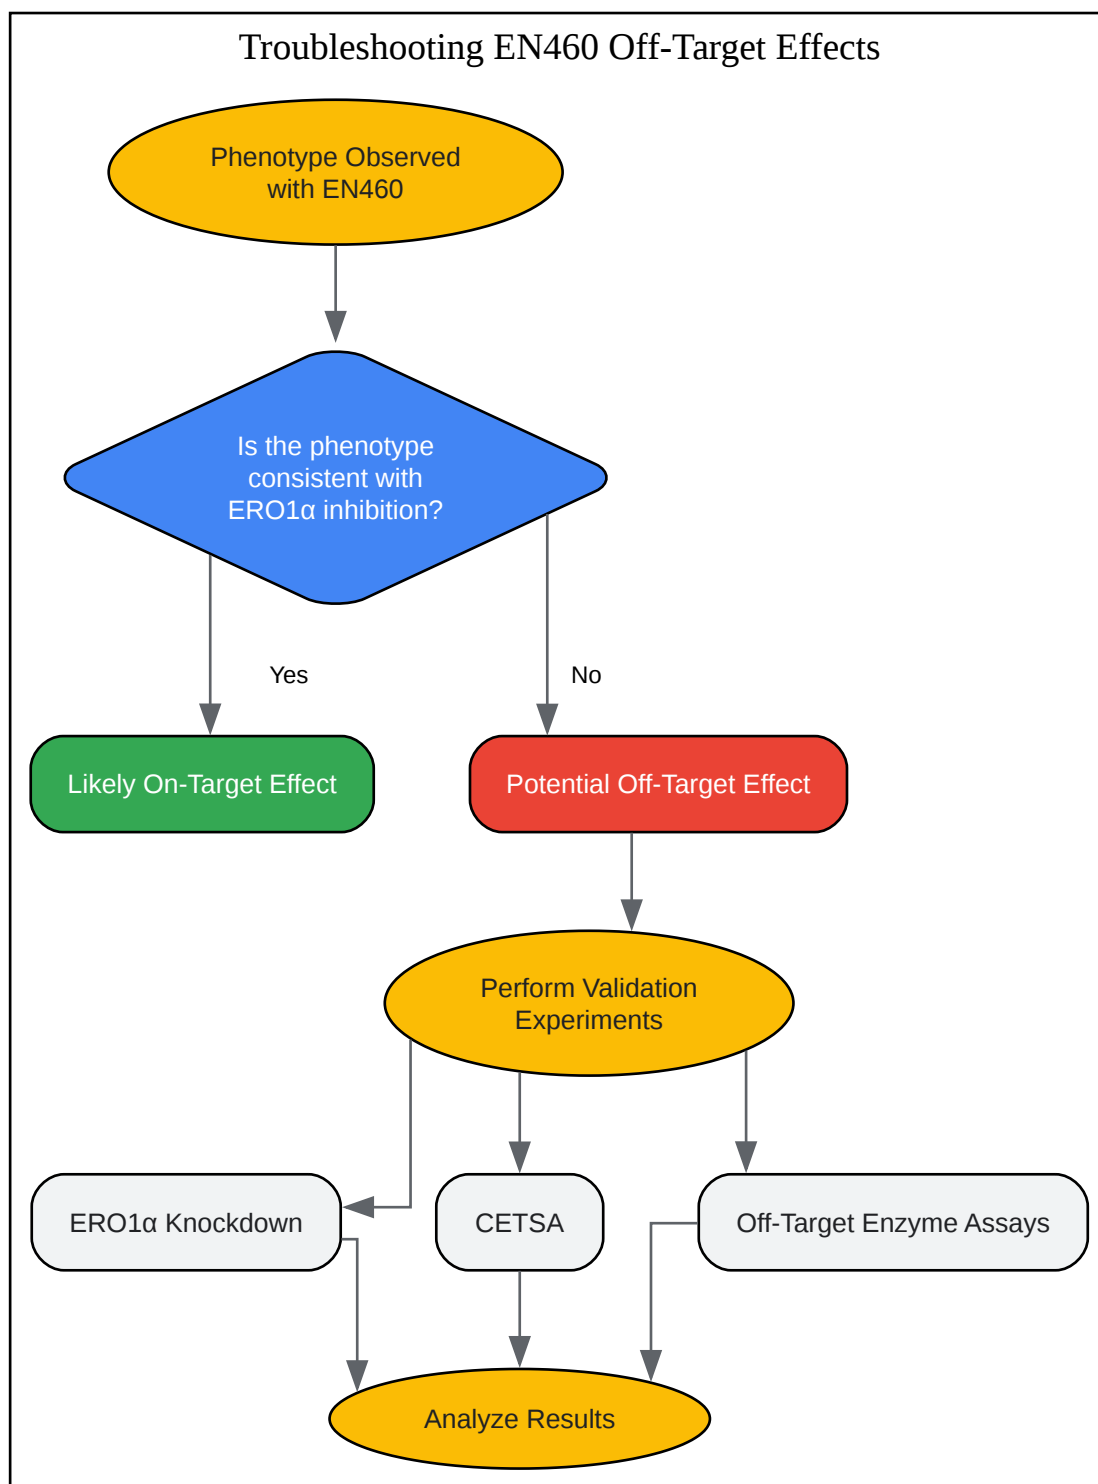 Troubleshooting EN460 Off-Target Effects
Phenotype Observed
with EN460
Is the phenotype
consistent with
ERO1α inhibition?
Yes
No
Likely On-Target Effect
Potential Off-Target Effect
Perform Validation
Experiments
ERO1α Knockdown
CETSA
Off-Target Enzyme Assays
Analyze Results